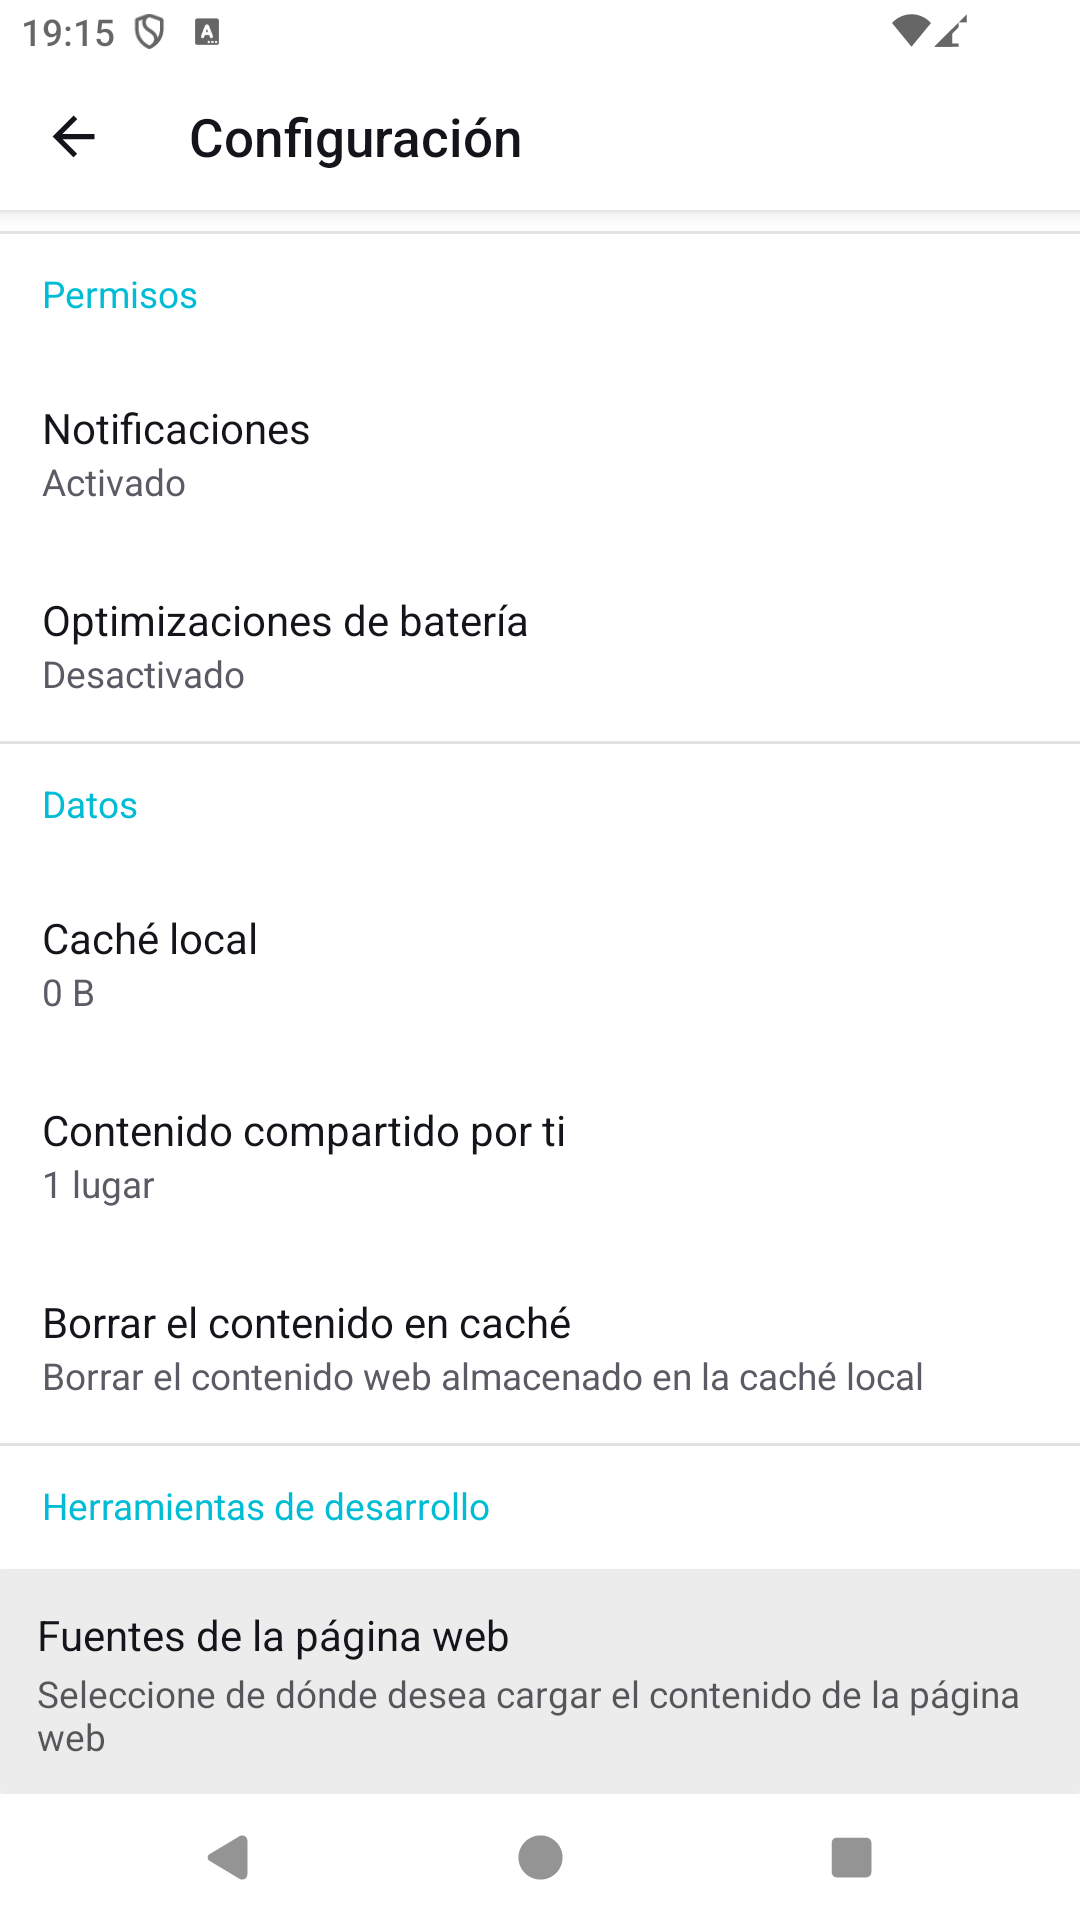 19:15
Configuración
Permisos
Notificaciones
Activado
Optimizaciones de batería
Desactivado
Datos
Caché local
0 B
Contenido compartido por ti
1 lugar
Borrar el contenido en caché
Borrar el contenido web almacenado en la caché local
Herramientas de desarrollo
Fuentes de la página web
Seleccione de dónde desea cargar el contenido de la página
web